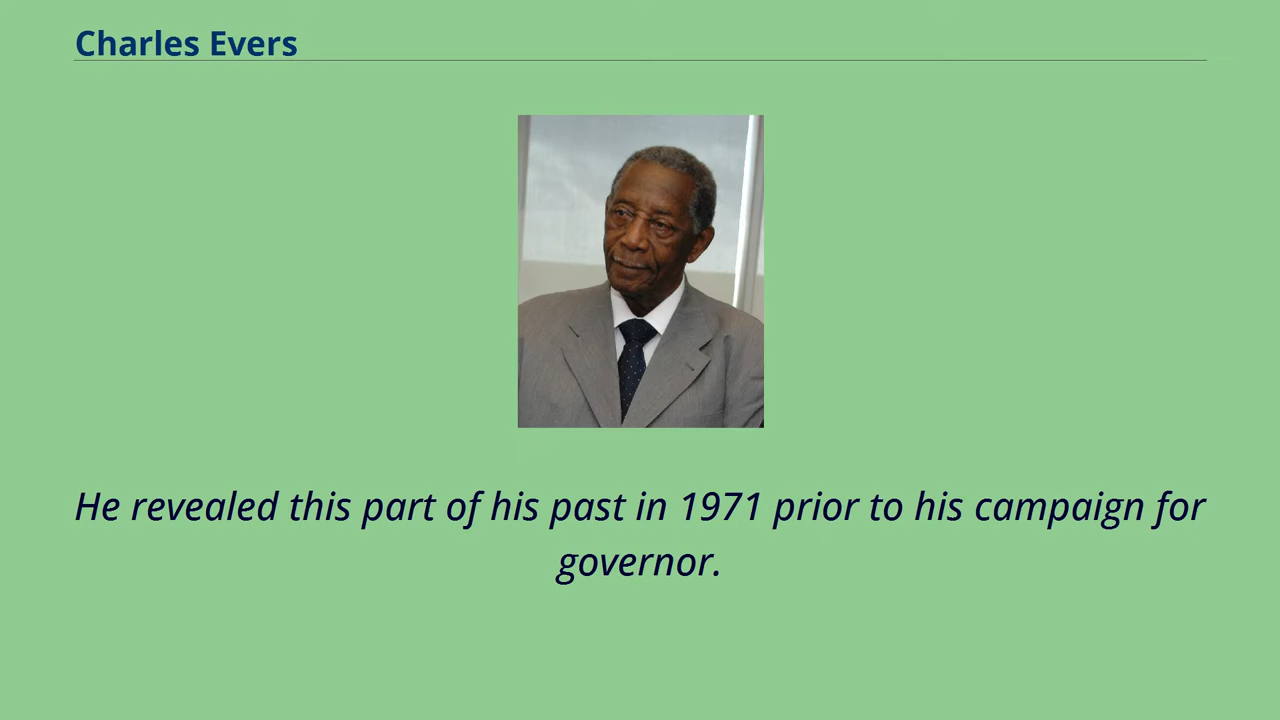 Charles Evers
He revealed this part of his past in 1971 prior to his campaign for
governor.